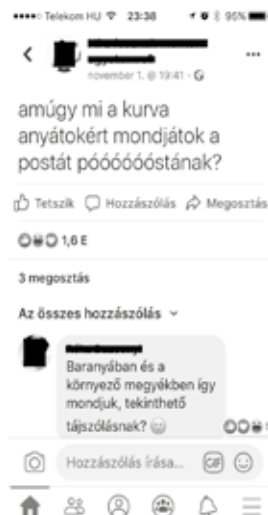 Telekom HU 23:38 95%
november 1. @ 19:41
amúgy mi a kurva
anyátokért mondjátok a
postát póóóóóóstának?
Tetszik Hozzászólás Megosztás
1,6 E
3 megosztás
Az összes hozzászólás
Baranyában és a
környező megyékben így
mondjuk, tekinthető
tájszólásnak?
Hozzászólás írása... GIF